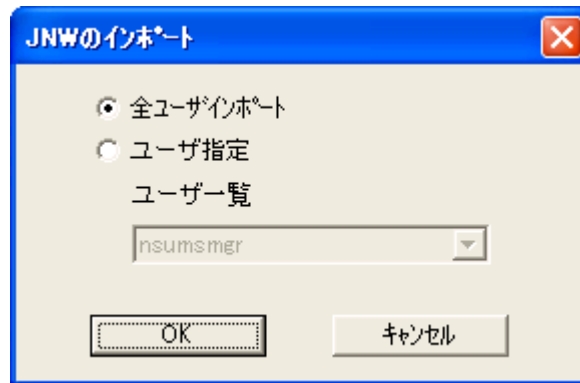 JNWのインポート
全ユーザインポート
ユーザ指定
ユーザ一覧
nsumsmgr
OK
キャンセル